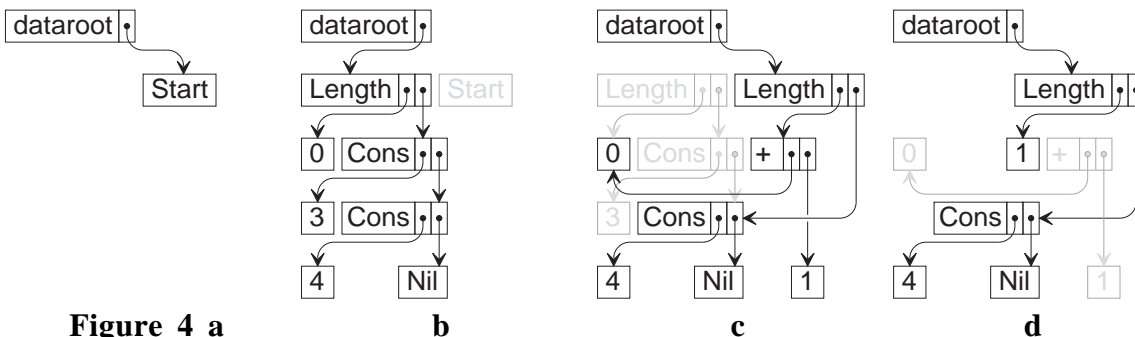 dataroot dataroot dataroot dataroot
Start Length Start Length Length Length
0 Cons 0 Cons + 0 1 +
3 Cons 3 Cons Cons
4 Nil 4 Nil 1 4 Nil 1
Figure 4 a b c d